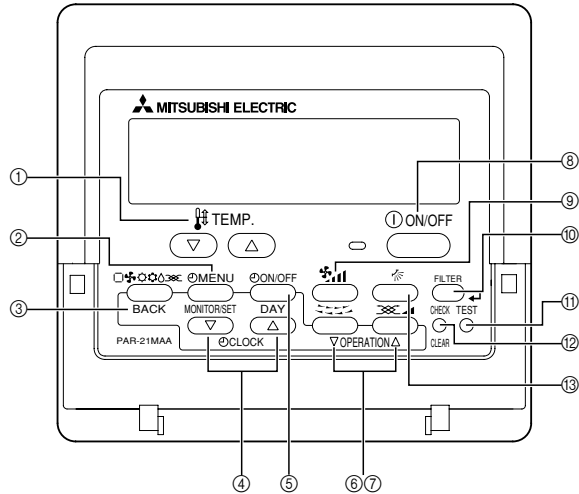 MITSUBISHI ELECTRIC
① TEMP. ON/OFF ⑧
⑨
② MENU ON/OFF FILTER ⑩
③ BACK MONITOR/SET DAY CHECK TEST ⑪
PAR-21MAA CLOCK OPERATION CLEAR ⑫
⑬
④ ⑤ ⑥⑦